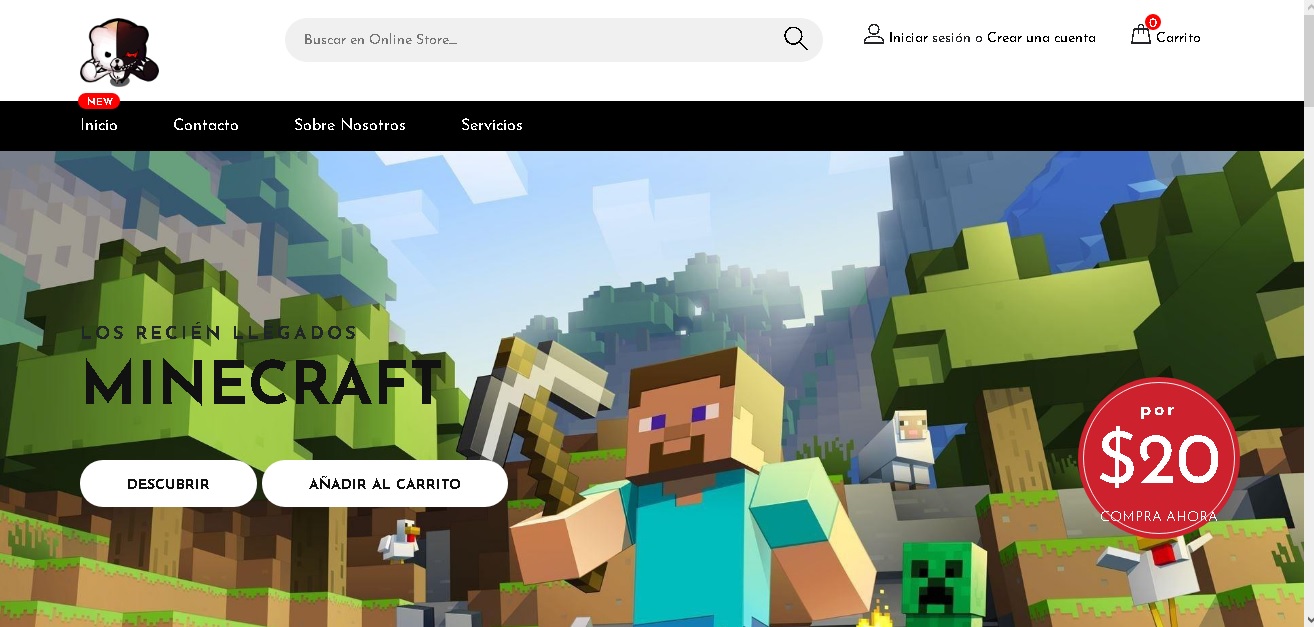 Buscar en Online Store...
Iniciar sesión o Crear una cuenta
0
Carrito
NEW
Inicio
Contacto
Sobre Nosotros
Servicios
LOS RECIÉN LLEGADOS
MINECRAFT
DESCUBRIR
AÑADIR AL CARRITO
por
$20
COMPRA AHORA